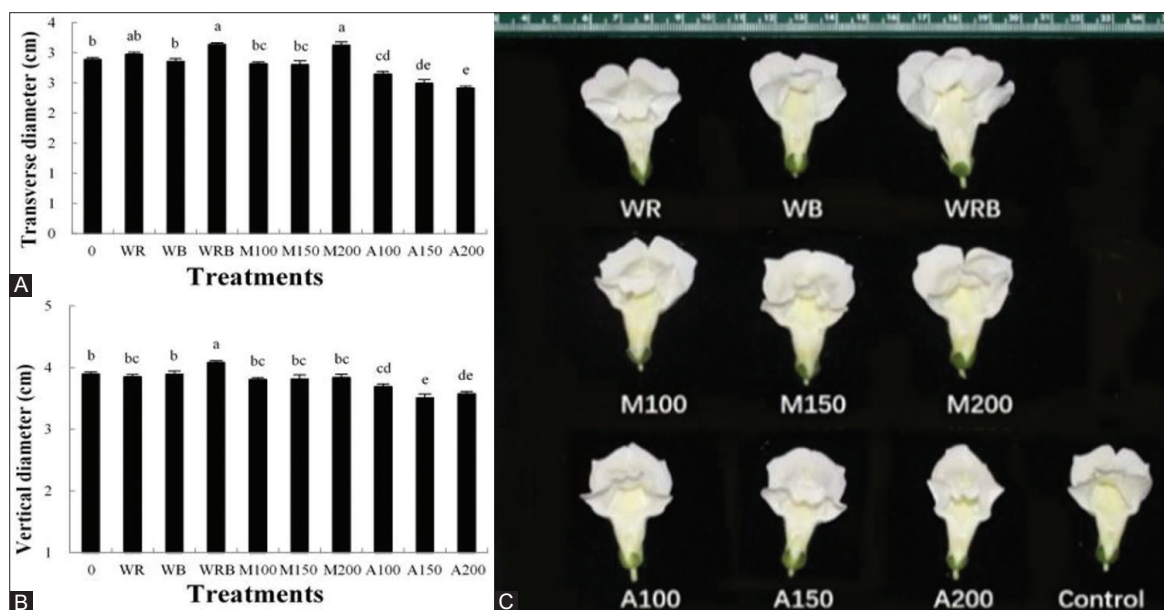 4
3
3
2
2
1
1
0
Transverse diameter (cm)
b ab b a bc bc a cd de e
0 WR WB WRB M100 M150 M200 A100 A150 A200
Treatments
A
5
4
3
2
1
Vertical diameter (cm)
b bc b a bc bc bc cd e de
0 WR WB WRB M100 M150 M200 A100 A150 A200
Treatments
B
WR WB WRB
M100 M150 M200
A100 A150 A200 Control
C